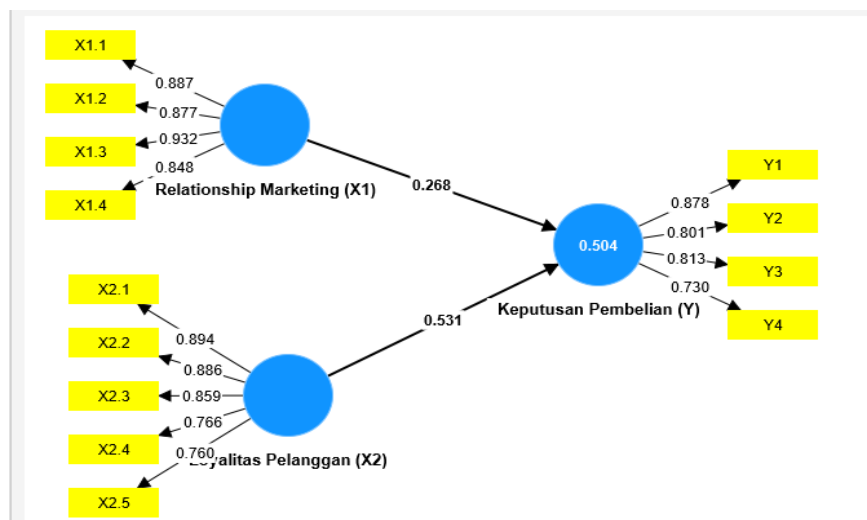 X1.1
0.887
X1.2
0.877
X1.3
0.932
X1.4
0.848
Relationship Marketing (X1)
0.268
Y1
0.878
Y2
0.801
0.504
Y3
0.813
Y4
0.730
Keputusan Pembelian (Y)
0.531
X2.1
0.894
X2.2
0.886
X2.3
0.859
X2.4
0.766
X2.5
0.760
Loyalitas Pelanggan (X2)